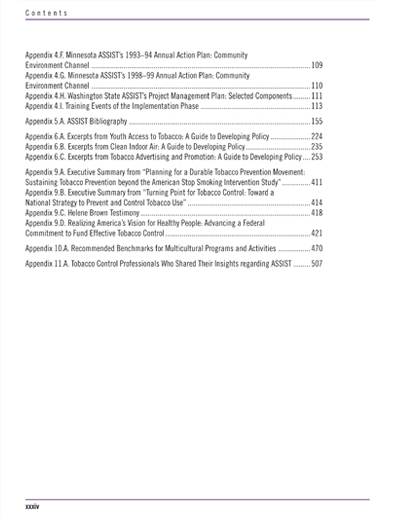 Contents
Appendix 4.F. Minnesota ASSIST's 1993–94 Annual Action Plan: Community
Environment Channel ........ 109
Appendix 4.G. Minnesota ASSIST's 1998–99 Annual Action Plan: Community
Environment Channel ........ 110
Appendix 4.H. Washington State ASSIST's Project Management Plan: Selected Components ........ 111
Appendix 4.I. Training Events of the Implementation Phase ........ 113
Appendix 5.A. ASSIST Bibliography ........ 155
Appendix 6.A. Excerpts from Youth Access to Tobacco: A Guide to Developing Policy ........ 224
Appendix 6.B. Excerpts from Clean Indoor Air: A Guide to Developing Policy ........ 235
Appendix 6.C. Excerpts from Tobacco Advertising and Promotion: A Guide to Developing Policy .... 253
Appendix 9.A. Executive Summary from “Planning for a Durable Tobacco Prevention Movement:
Sustaining Tobacco Prevention beyond the American Stop Smoking Intervention Study” ........ 411
Appendix 9.B. Executive Summary from “Turning Point for Tobacco Control: Toward a
National Strategy to Prevent and Control Tobacco Use” ........ 414
Appendix 9.C. Helene Brown Testimony ........ 418
Appendix 9.D. Realizing America's Vision for Healthy People: Advancing a Federal
Commitment to Fund Effective Tobacco Control ........ 421
Appendix 10.A. Recommended Benchmarks for Multicultural Programs and Activities ........ 470
Appendix 11.A. Tobacco Control Professionals Who Shared Their Insights regarding ASSIST ........ 507
xxxiv